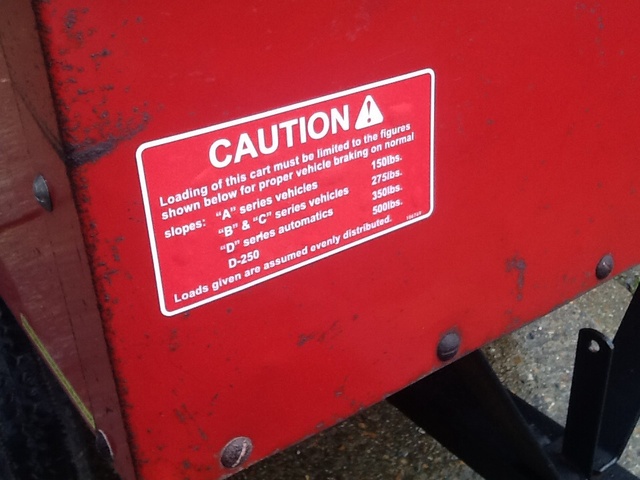 CAUTION
Loading of this cart must be limited to the figures
shown below for proper vehicle braking on normal
slopes: "A" series vehicles 150lbs.
"B" & "C" series vehicles 275lbs.
"D" series automatics 350lbs.
D-250 500lbs.
Loads given are assumed evenly distributed.